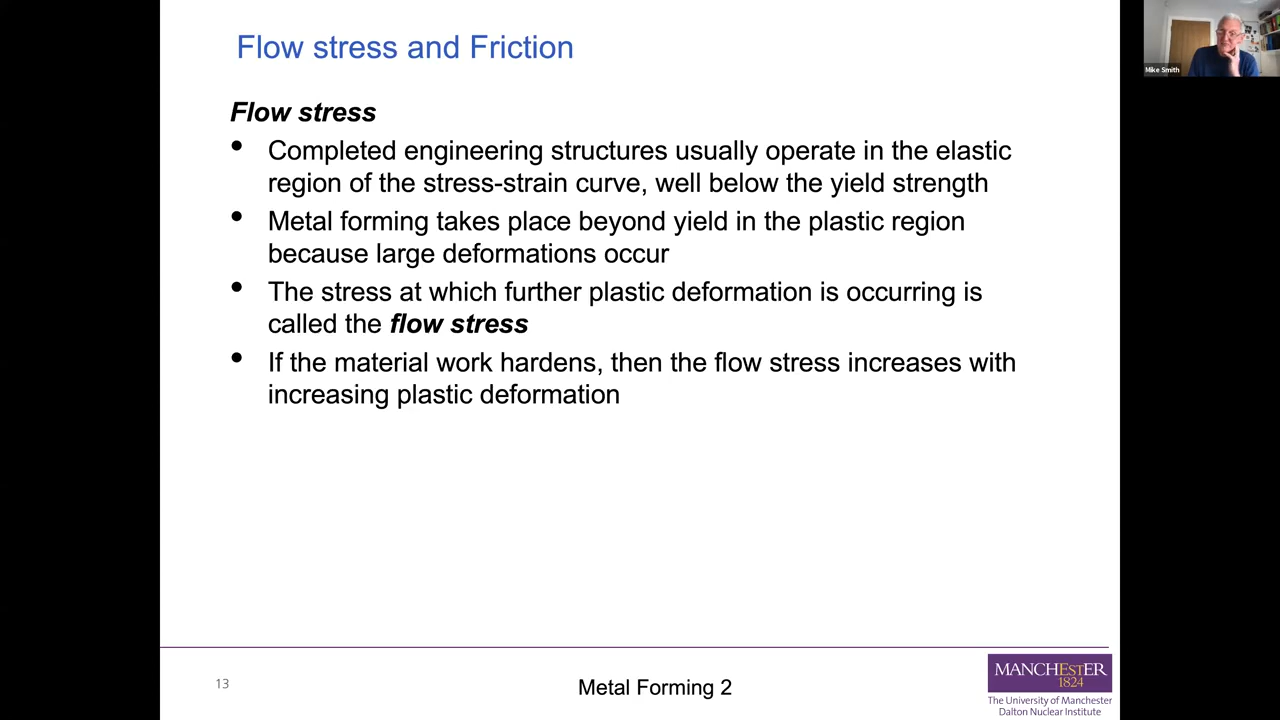 Flow stress and Friction
Mike Smith
Flow stress
• Completed engineering structures usually operate in the elastic
region of the stress-strain curve, well below the yield strength
• Metal forming takes place beyond yield in the plastic region
because large deformations occur
• The stress at which further plastic deformation is occurring is
called the flow stress
• If the material work hardens, then the flow stress increases with
increasing plastic deformation
13
Metal Forming 2
MANCHESTER
1824
The University of Manchester
Dalton Nuclear Institute